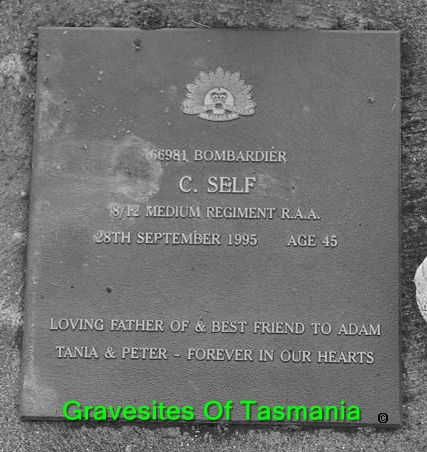 66981 BOMBARDIER
C. SELF
8/12 MEDIUM REGIMENT R.A.A.
28TH SEPTEMBER 1995 AGE 45
LOVING FATHER OF & BEST FRIEND TO ADAM
TANIA & PETER - FOREVER IN OUR HEARTS
Gravesites Of Tasmania ©